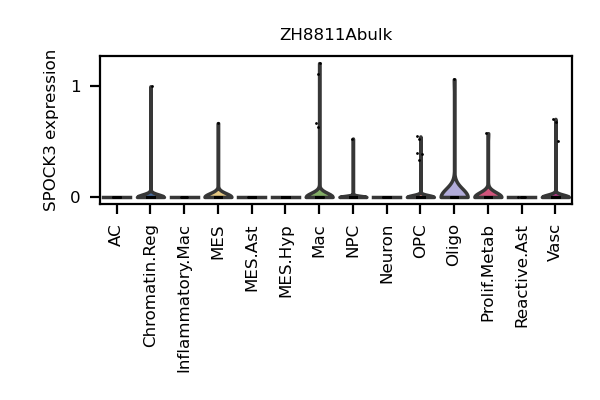 ZH8811Abulk
SPOCK3 expression
1
0
AC
Chromatin.Reg
Inflammatory.Mac
MES
MES.Ast
MES.Hyp
Mac
NPC
Neuron
OPC
Oligo
Prolif.Metab
Reactive.Ast
Vasc